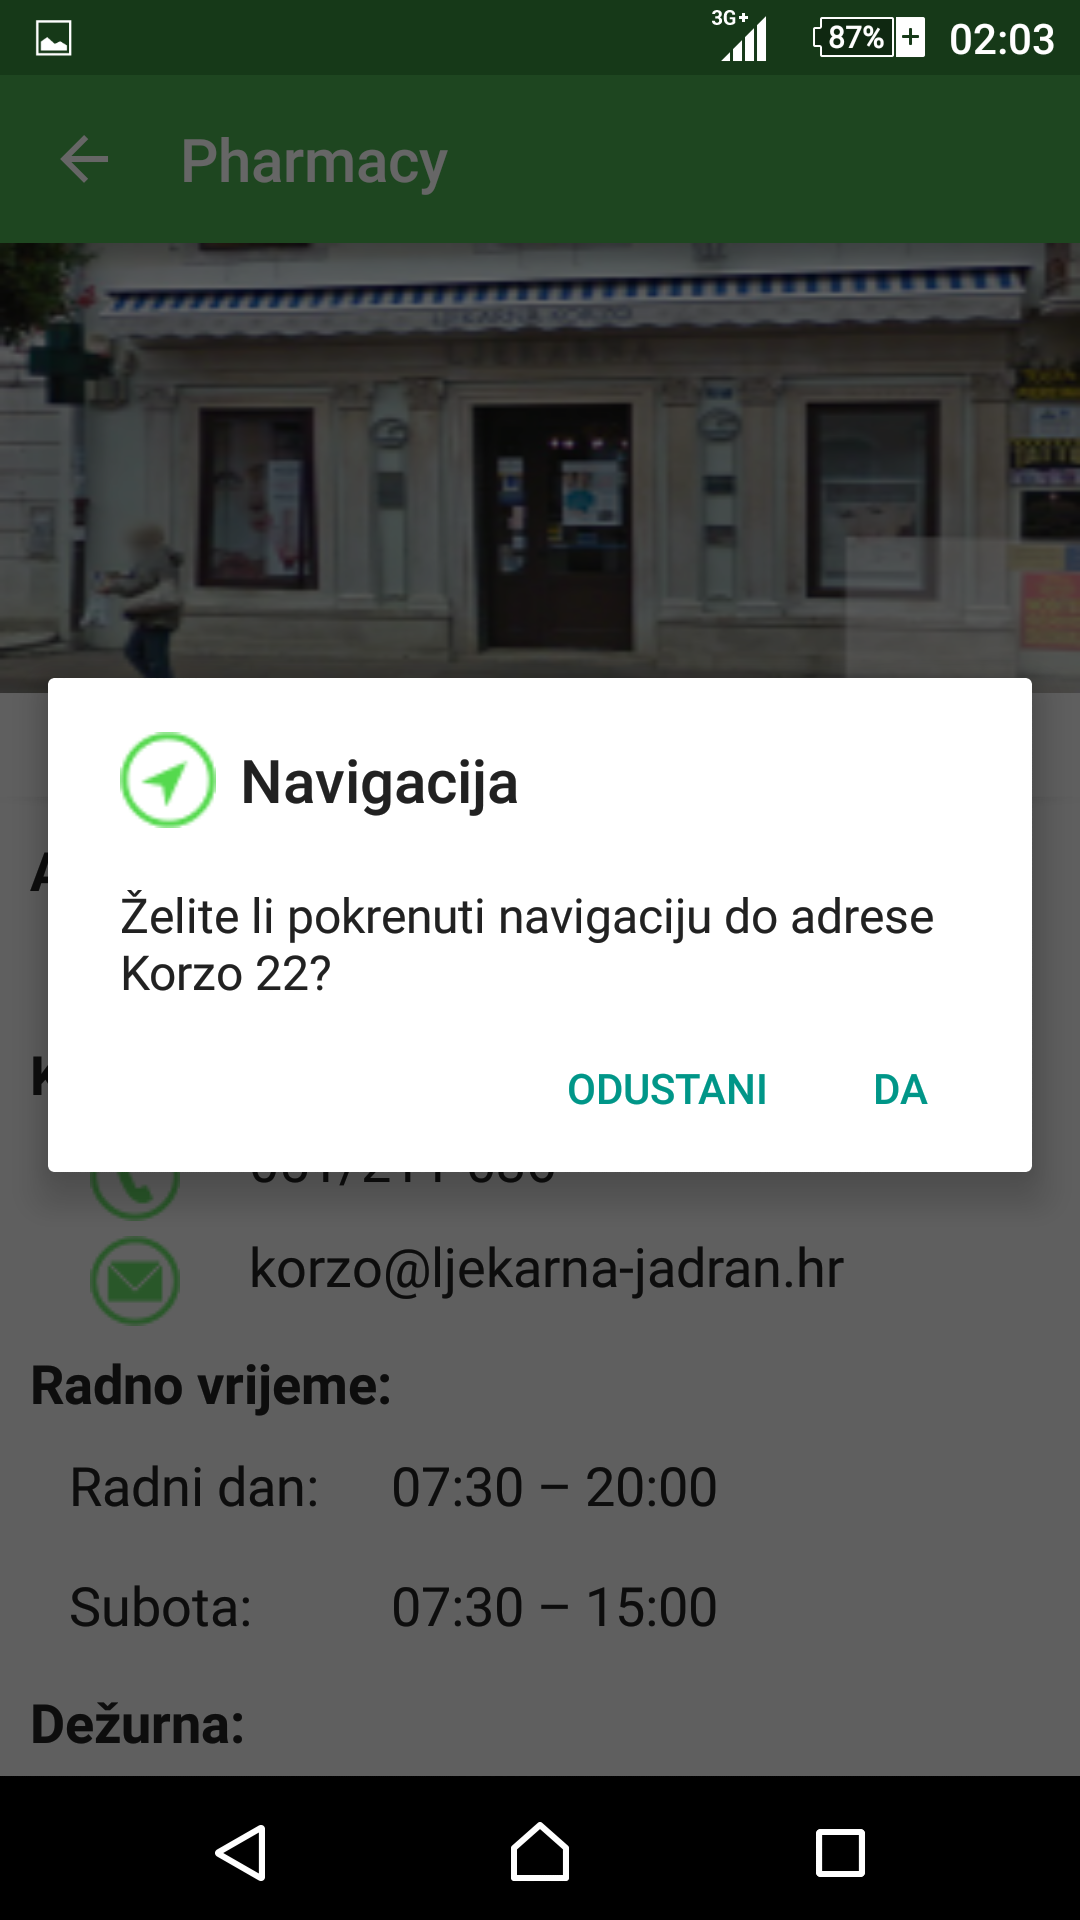 3G+ 87% 02:03
Pharmacy
LJEKARNA KORZO
LJEKARNA
Navigacija
Želite li pokrenuti navigaciju do adrese
Korzo 22?
ODUSTANI DA
korzo@ljekarna-jadran.hr
Radno vrijeme:
Radni dan: 07:30 – 20:00
Subota: 07:30 – 15:00
Dežurna: